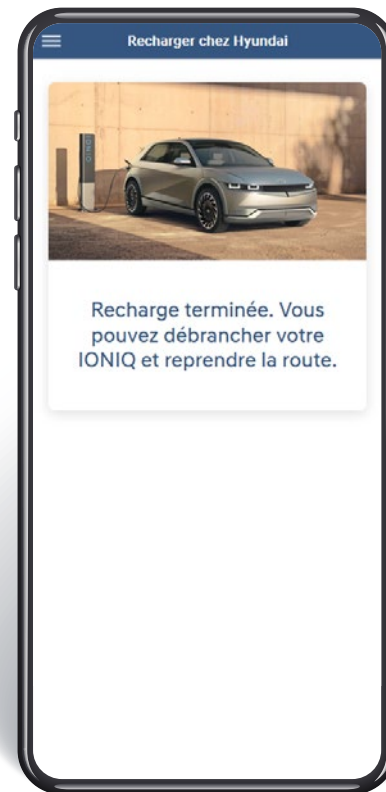 Recharger chez Hyundai
Recharge terminée. Vous
pouvez débrancher votre
IONIQ et reprendre la route.